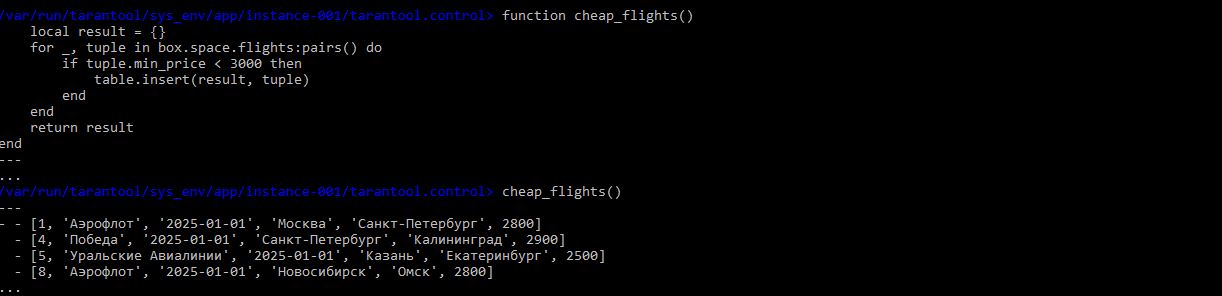 /var/run/tarantool/sys_env/app/instance-001/tarantool.control> function cheap_flights()
    local result = {}
    for _, tuple in box.space.flights:pairs() do
        if tuple.min_price < 3000 then
            table.insert(result, tuple)
        end
    end
    return result
end
---
...
/var/run/tarantool/sys_env/app/instance-001/tarantool.control> cheap_flights()
---
- - [1, 'Аэрофлот', '2025-01-01', 'Москва', 'Санкт-Петербург', 2800]
  - [4, 'Победа', '2025-01-01', 'Санкт-Петербург', 'Калининград', 2900]
  - [5, 'Уральские Авиалинии', '2025-01-01', 'Казань', 'Екатеринбург', 2500]
  - [8, 'Аэрофлот', '2025-01-01', 'Новосибирск', 'Омск', 2800]
...